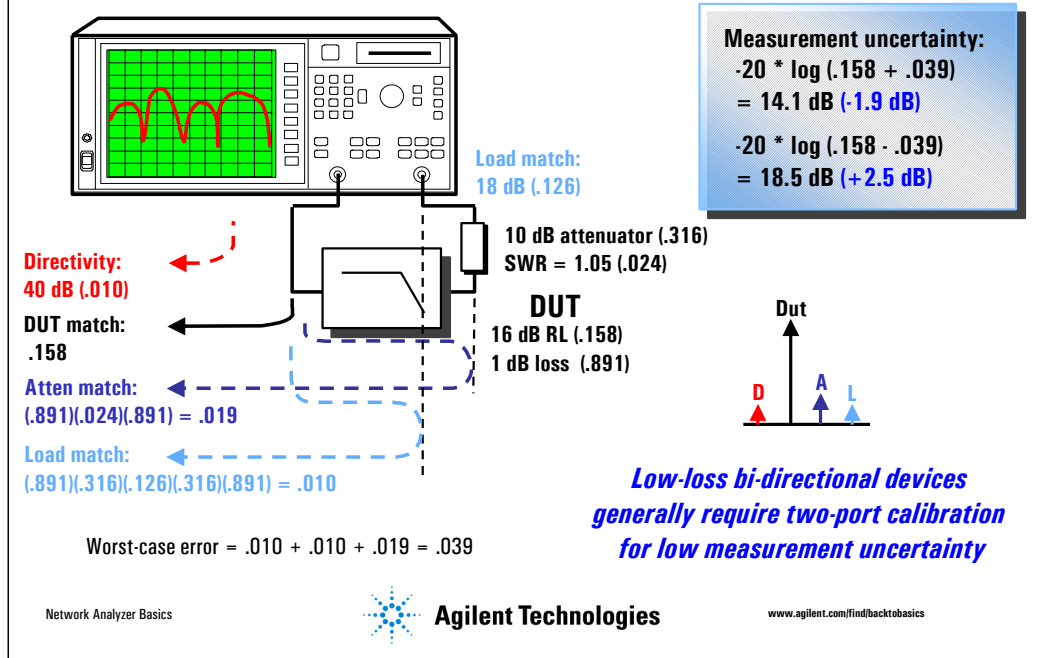 Measurement uncertainty:
-20 * log (.158 + .039)
= 14.1 dB (-1.9 dB)
-20 * log (.158 - .039)
= 18.5 dB (+2.5 dB)
Load match:
18 dB (.126)
10 dB attenuator (.316)
SWR = 1.05 (.024)
Directivity:
40 dB (.010)
DUT
16 dB RL (.158)
1 dB loss (.891)
DUT match:
.158
Atten match:
(.891)(.024)(.891) = .019
Load match:
(.891)(.316)(.126)(.316)(.891) = .010
Dut
D
A
L
Low-loss bi-directional devices
generally require two-port calibration
for low measurement uncertainty
Worst-case error = .010 + .010 + .019 = .039
Network Analyzer Basics
Agilent Technologies
www.agilent.com/find/backtobasics